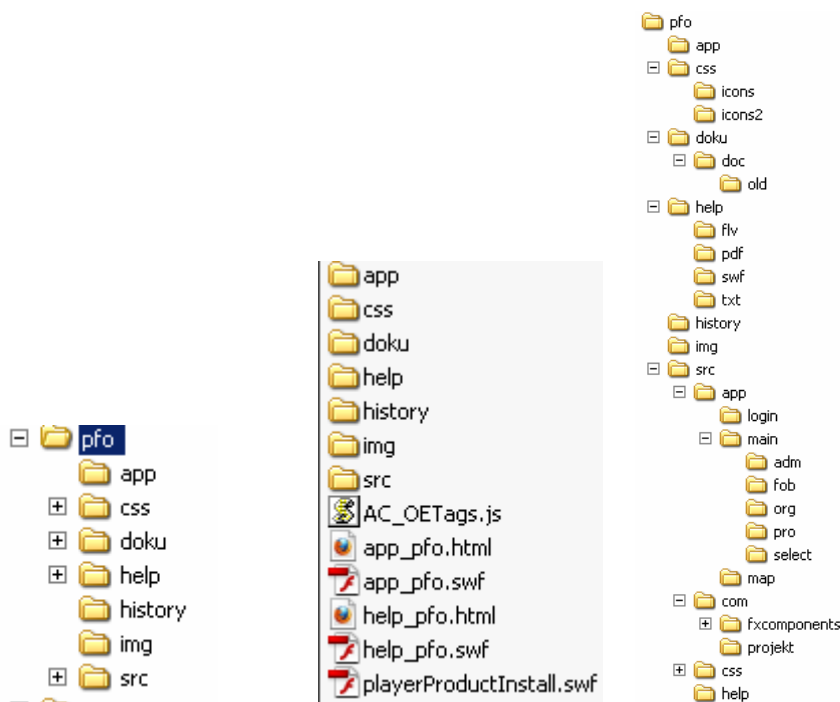 pfo
app
css
doku
help
history
img
src
app
css
doku
help
history
img
src
AC_OETags.js
app_pfo.html
app_pfo.swf
help_pfo.html
help_pfo.swf
playerProductInstall.swf
pfo
app
css
icons
icons2
doku
doc
old
help
flv
pdf
swf
txt
history
img
src
app
login
main
adm
fob
org
pro
select
map
com
fxcomponents
projekt
css
help